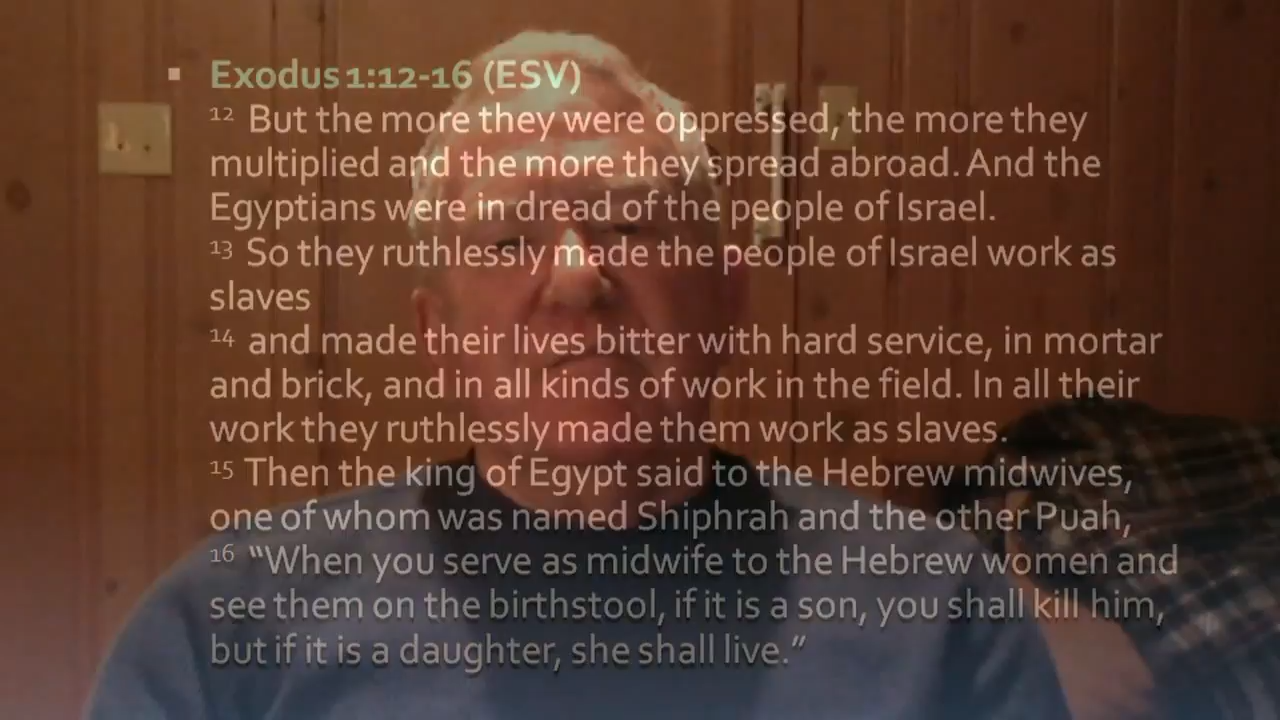 Exodus 1:12-16 (ESV)
12 But the more they were oppressed, the more they
multiplied and the more they spread abroad. And the
Egyptians were in dread of the people of Israel.
13 So they ruthlessly made the people of Israel work as
slaves
14 and made their lives bitter with hard service, in mortar
and brick, and in all kinds of work in the field. In all their
work they ruthlessly made them work as slaves.
15 Then the king of Egypt said to the Hebrew midwives,
one of whom was named Shiphrah and the other Puah,
16 “When you serve as midwife to the Hebrew women and
see them on the birthstool, if it is a son, you shall kill him,
but if it is a daughter, she shall live.”